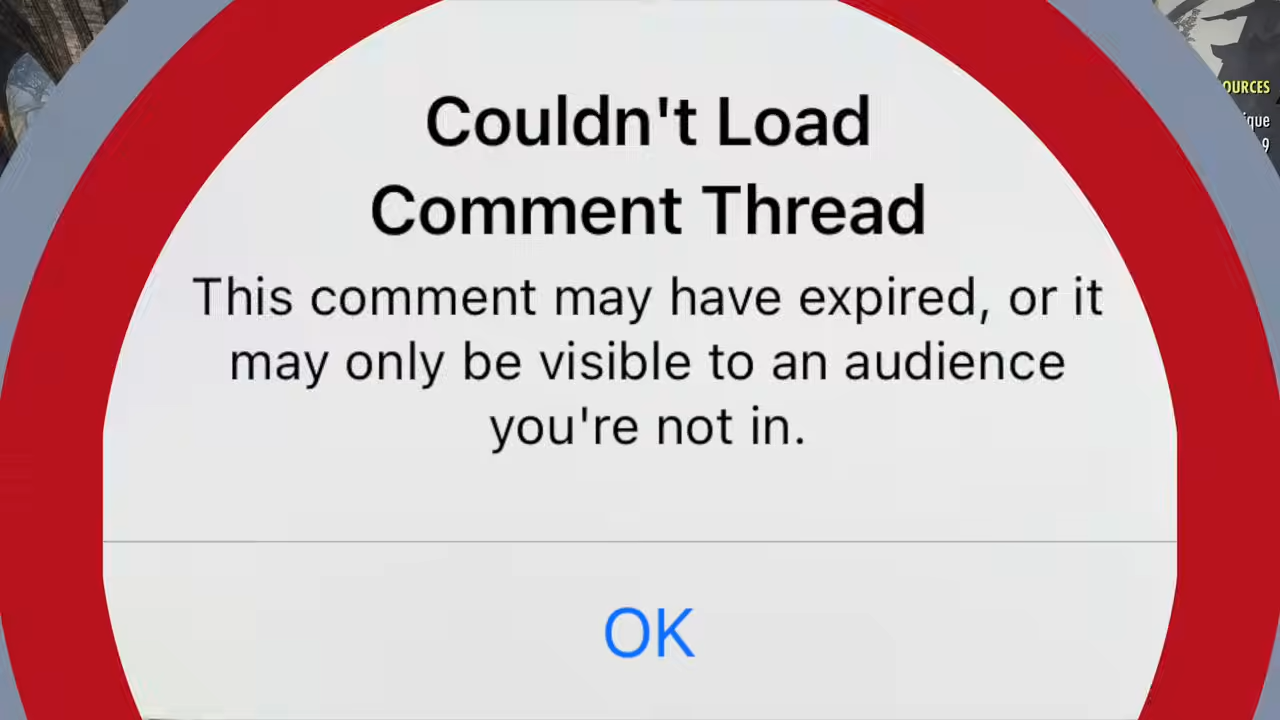 Couldn't Load
Comment Thread
This comment may have expired, or it
may only be visible to an audience
you're not in.
OK
9